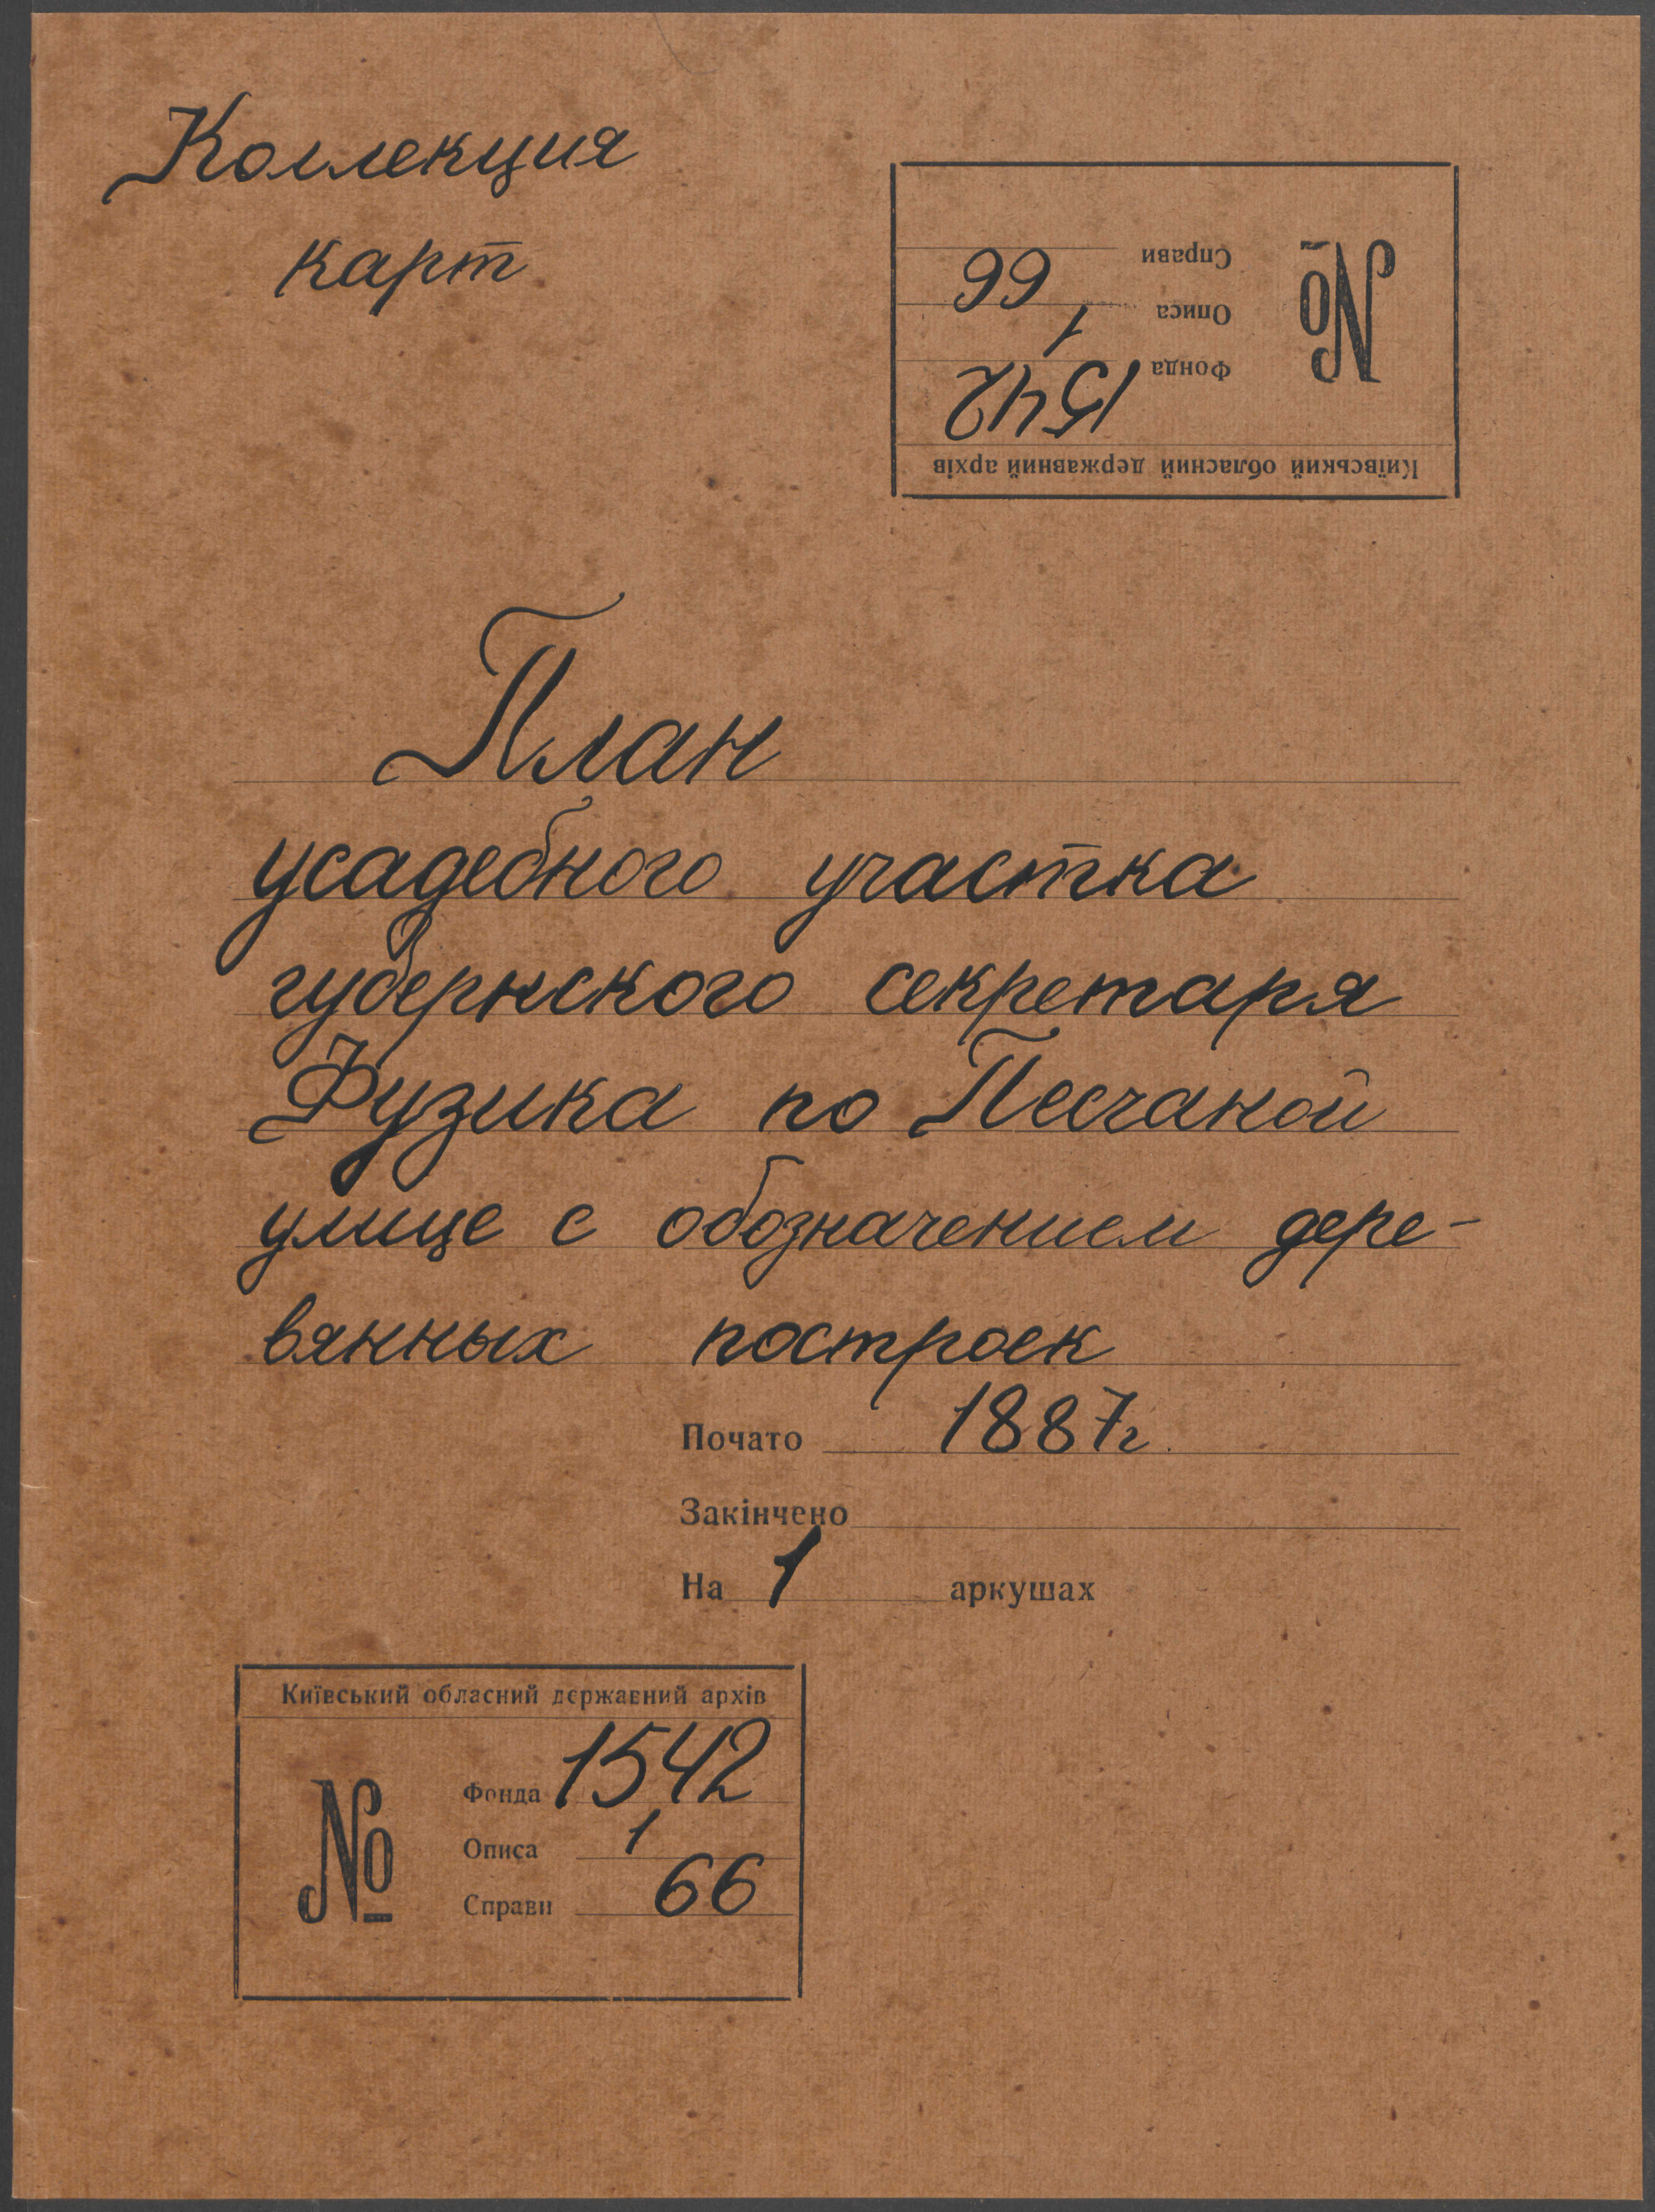 Коллекция
карт
Київський обласний державний архів
№
Фонда 1542
Описа 1
Справи 66
План
усадебного участка
губернского секретаря
Фузика по Песчаной
улице с обозначением дере-
вянных построек
Почато 1887г.
Закінчено
На 1 аркушах
Київський обласний державний архів
№
Фонда 1542
Описа 1
Справи 66